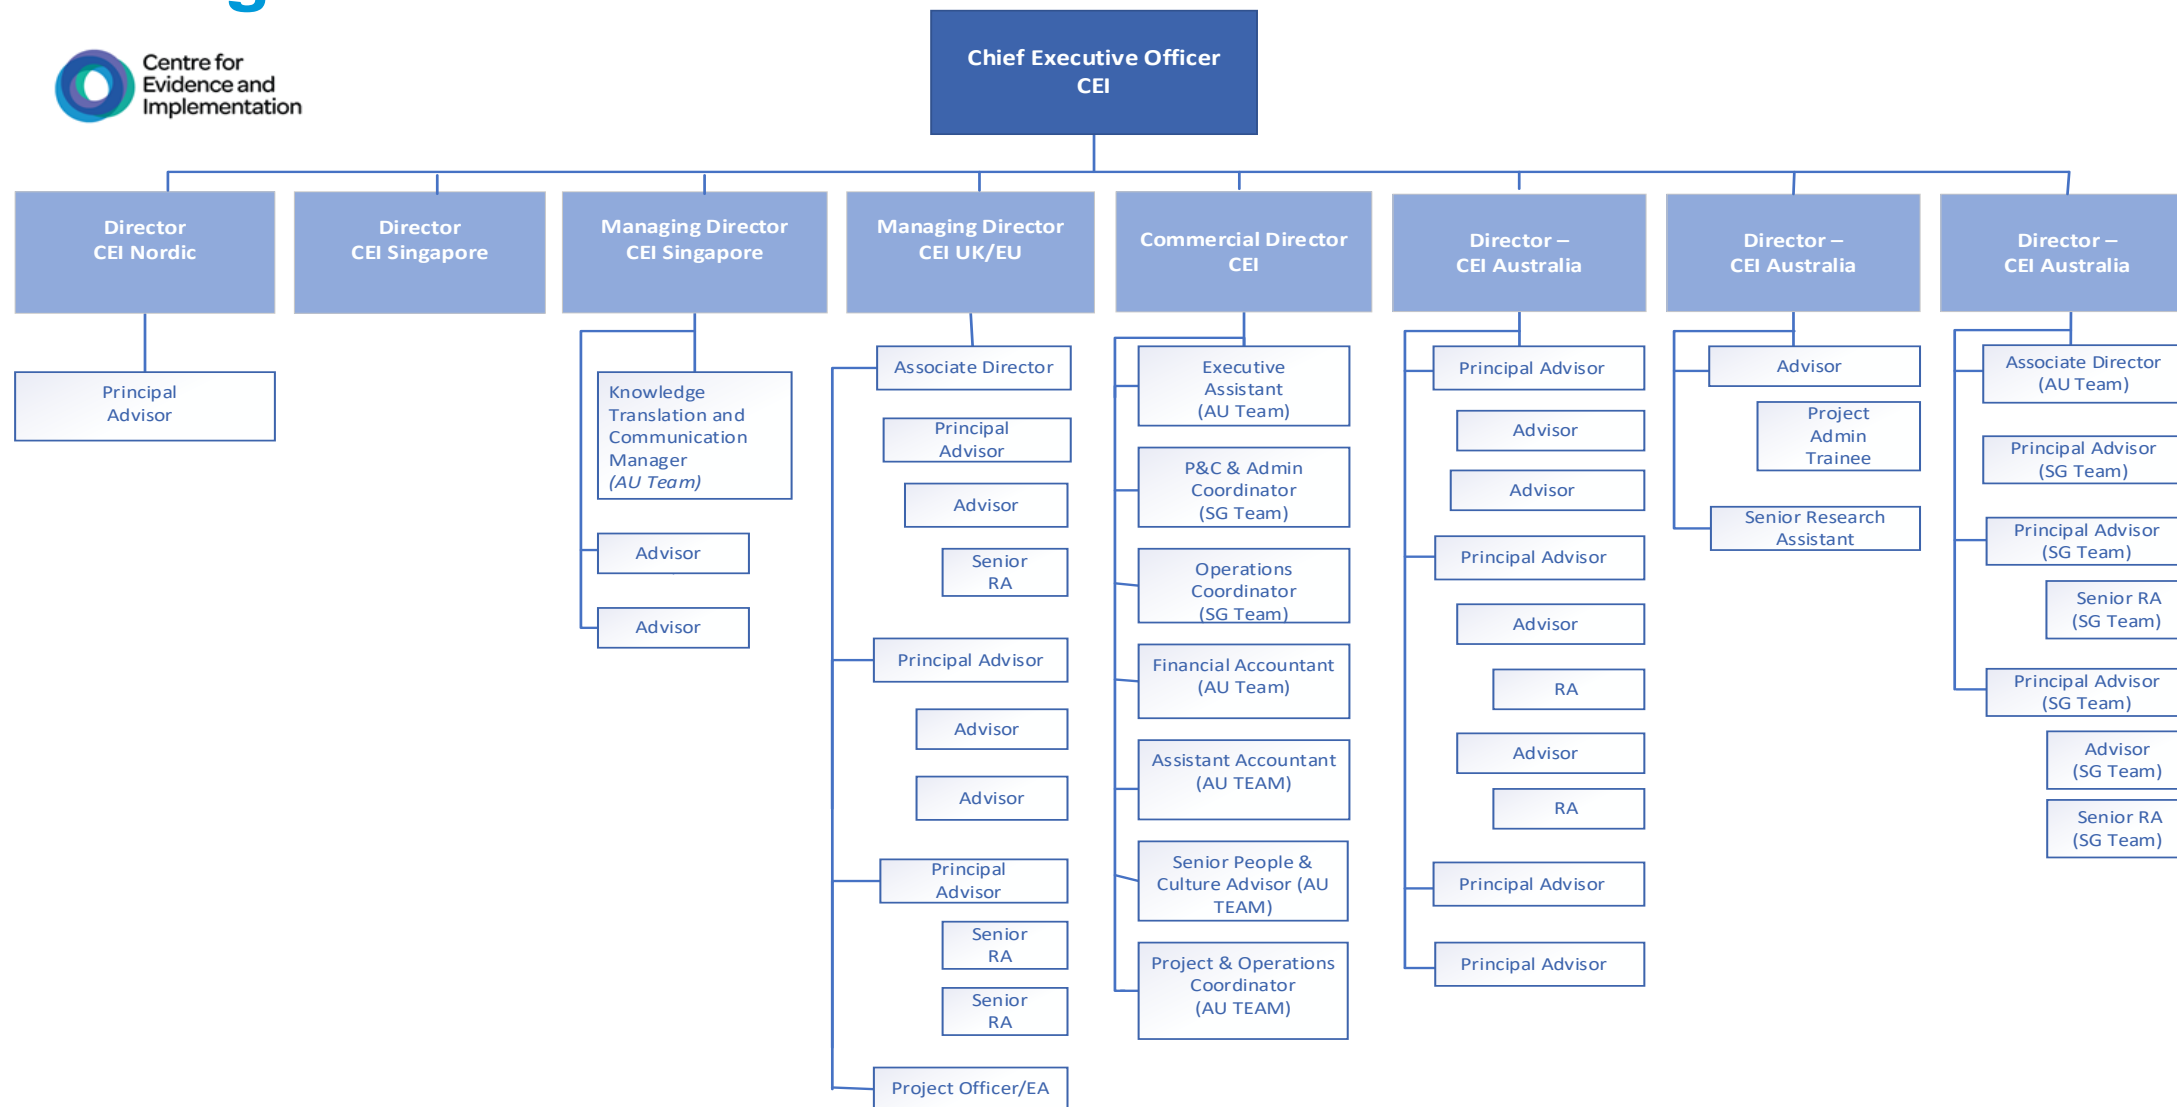 Centre for
Evidence and
Implementation
Chief Executive Officer
CEI
Director
CEI Nordic
Principal
Advisor
Director
CEI Singapore
Managing Director
CEI Singapore
Knowledge
Translation and
Communication
Manager
(AU Team)
Advisor
Advisor
Managing Director
CEI UK/EU
Associate Director
Principal
Advisor
Advisor
Senior
RA
Principal Advisor
Advisor
Advisor
Principal
Advisor
Senior
RA
Senior
RA
Project Officer/EA
Commercial Director
CEI
Executive
Assistant
(AU Team)
P&C & Admin
Coordinator
(SG Team)
Operations
Coordinator
(SG Team)
Financial Accountant
(AU Team)
Assistant Accountant
(AU TEAM)
Senior People &
Culture Advisor (AU
TEAM)
Project & Operations
Coordinator
(AU TEAM)
Director –
CEI Australia
Principal Advisor
Advisor
Advisor
Principal Advisor
Advisor
RA
Advisor
RA
Principal Advisor
Principal Advisor
Director –
CEI Australia
Advisor
Project
Admin
Trainee
Senior Research
Assistant
Director –
CEI Australia
Associate Director
(AU Team)
Principal Advisor
(SG Team)
Principal Advisor
(SG Team)
Senior RA
(SG Team)
Principal Advisor
(SG Team)
Advisor
(SG Team)
Senior RA
(SG Team)